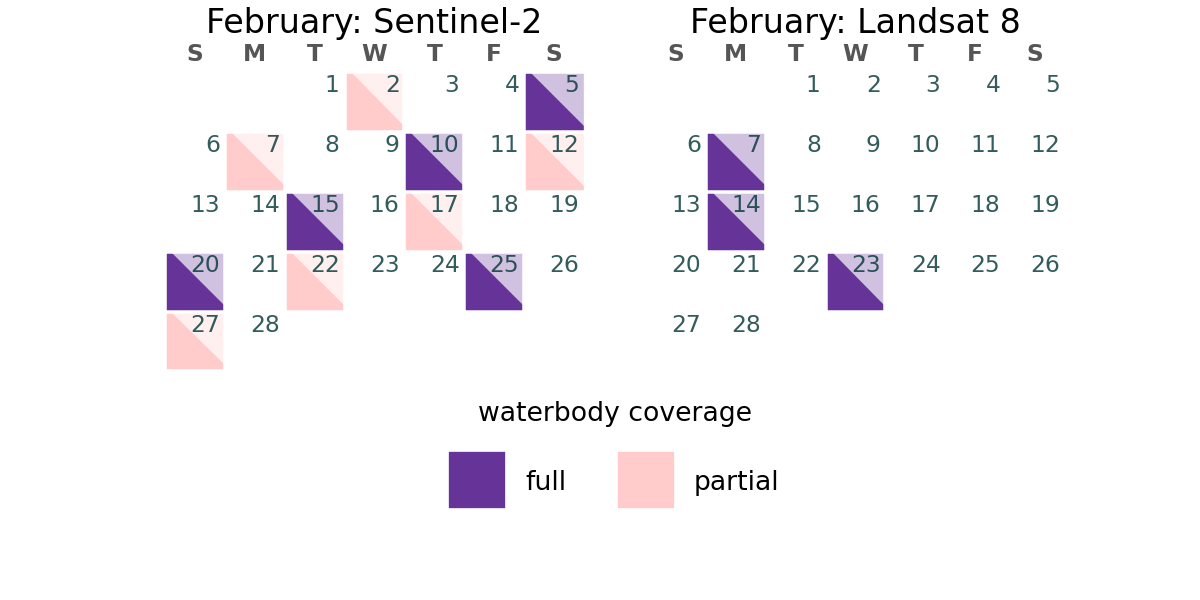 February: Sentinel-2
S M T W T F S
1 2 3 4 5
6 7 8 9 10 11 12
13 14 15 16 17 18 19
20 21 22 23 24 25 26
27 28
February: Landsat 8
S M T W T F S
1 2 3 4 5
6 7 8 9 10 11 12
13 14 15 16 17 18 19
20 21 22 23 24 25 26
27 28
waterbody coverage
full partial